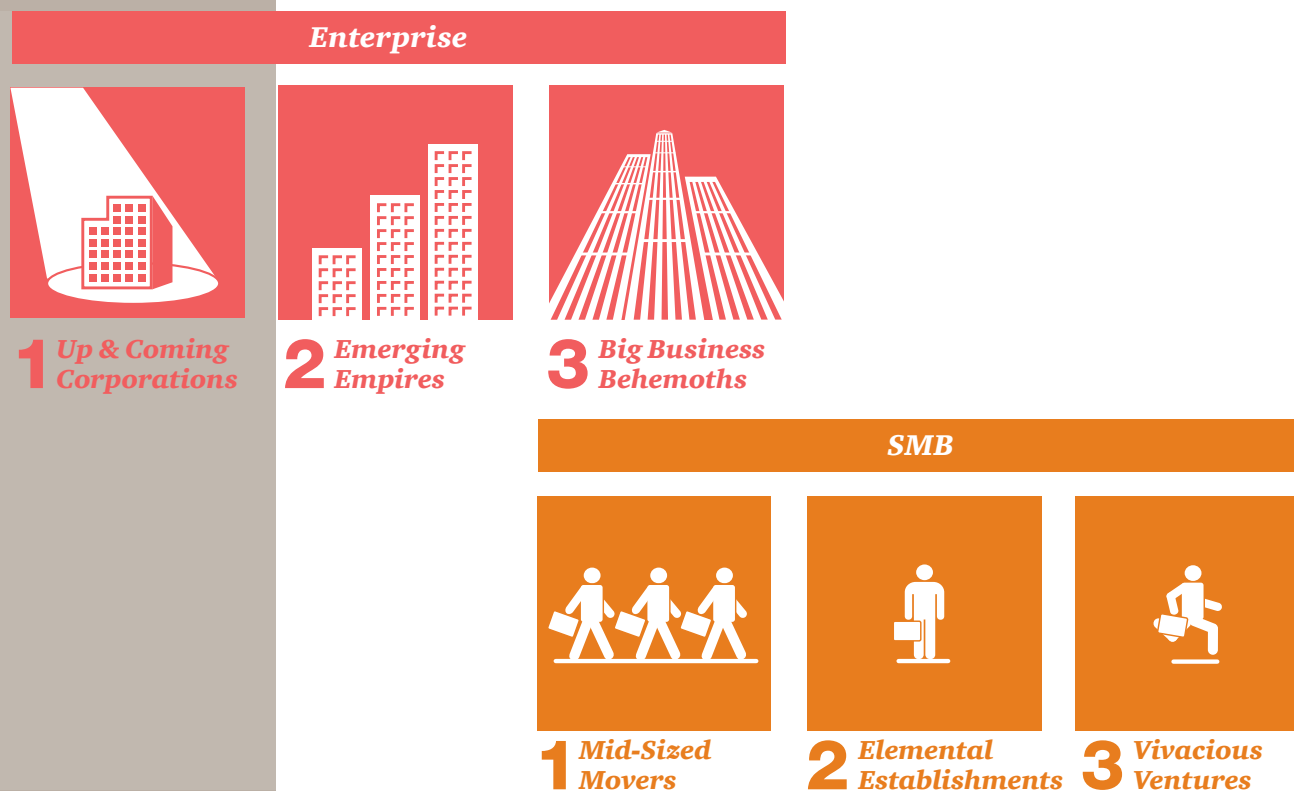 Enterprise
1 Up & Coming
Corporations
2 Emerging
Empires
3 Big Business
Behemoths
SMB
1 Mid-Sized
Movers
2 Elemental
Establishments
3 Vivacious
Ventures